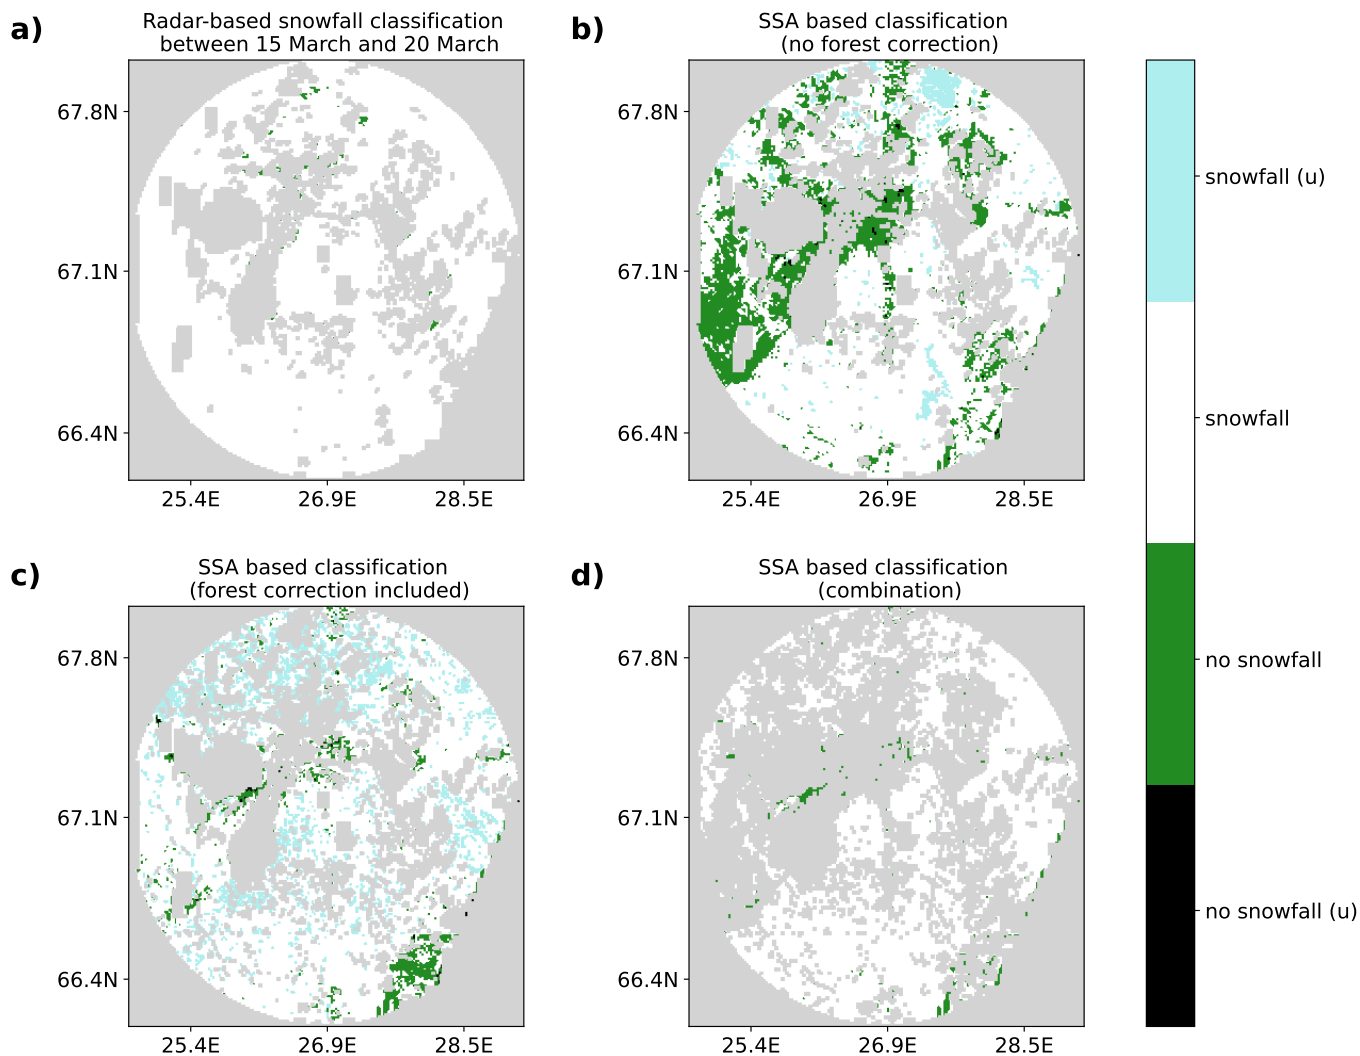 a)
Radar-based snowfall classification
between 15 March and 20 March
67.8N
67.1N
66.4N
25.4E 26.9E 28.5E
b)
SSA based classification
(no forest correction)
67.8N
67.1N
66.4N
25.4E 26.9E 28.5E
c)
SSA based classification
(forest correction included)
67.8N
67.1N
66.4N
25.4E 26.9E 28.5E
d)
SSA based classification
(combination)
67.8N
67.1N
66.4N
25.4E 26.9E 28.5E
snowfall (u)
snowfall
no snowfall
no snowfall (u)